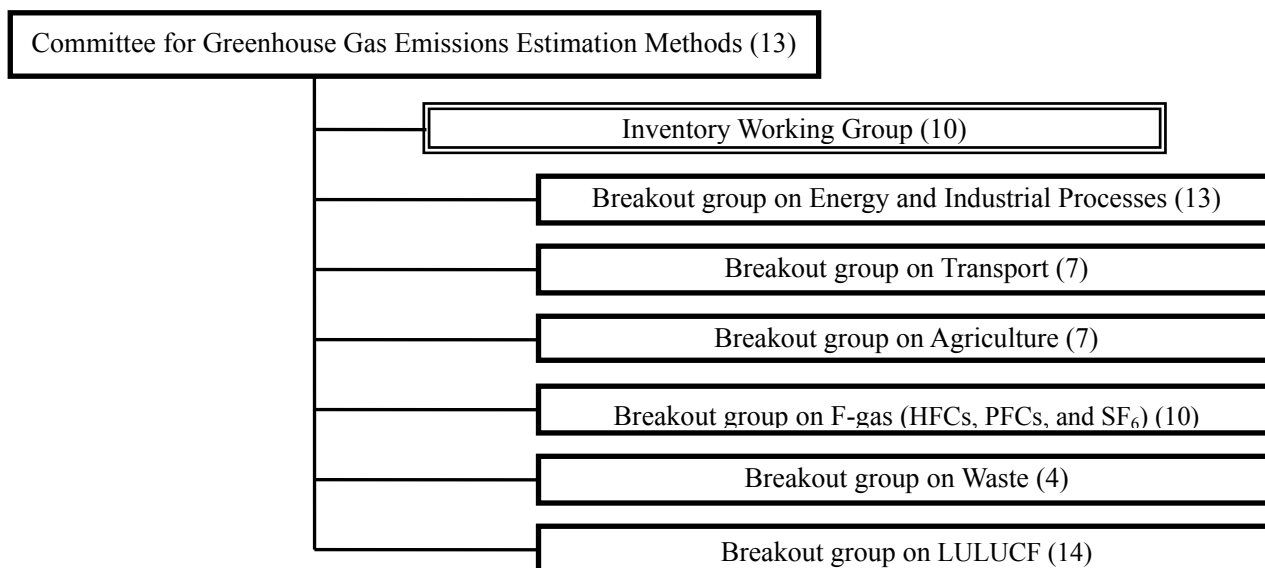 Committee for Greenhouse Gas Emissions Estimation Methods (13)
Inventory Working Group (10)
Breakout group on Energy and Industrial Processes (13)
Breakout group on Transport (7)
Breakout group on Agriculture (7)
Breakout group on F-gas (HFCs, PFCs, and SF₆) (10)
Breakout group on Waste (4)
Breakout group on LULUCF (14)